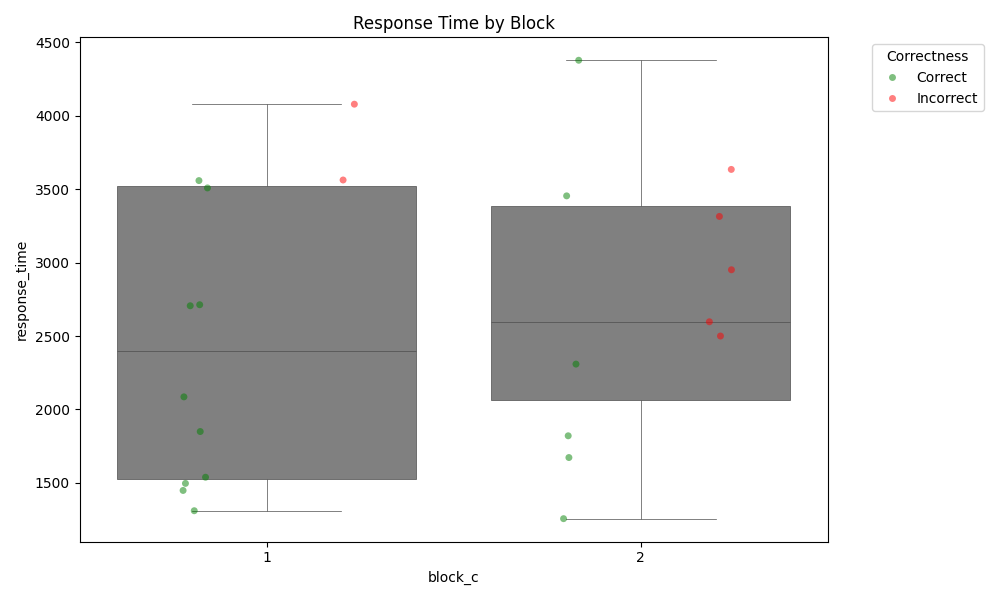 Response Time by Block
Correctness
Correct
Incorrect
response_time
4500
4000
3500
3000
2500
2000
1500
1
2
block_c